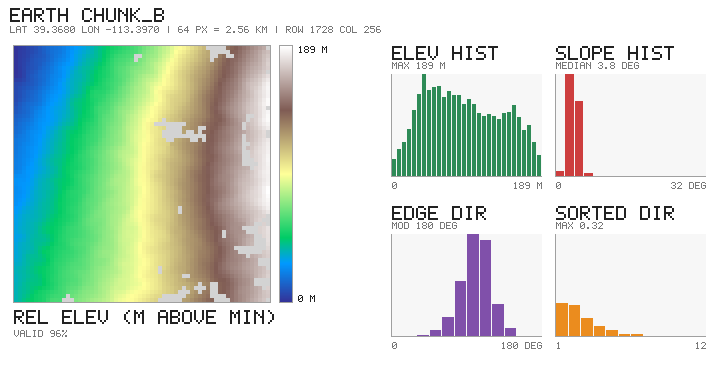 EARTH CHUNK_B
LAT 39.3680 LON -113.3970 | 64 PX = 2.56 KM | ROW 1728 COL 256
189 M
0 M
REL ELEV (M ABOVE MIN)
VALID 96%
ELEV HIST
MAX 189 M
0 189 M
SLOPE HIST
MEDIAN 3.8 DEG
0 32 DEG
EDGE DIR
MOD 180 DEG
0 180 DEG
SORTED DIR
MAX 0.32
1 12